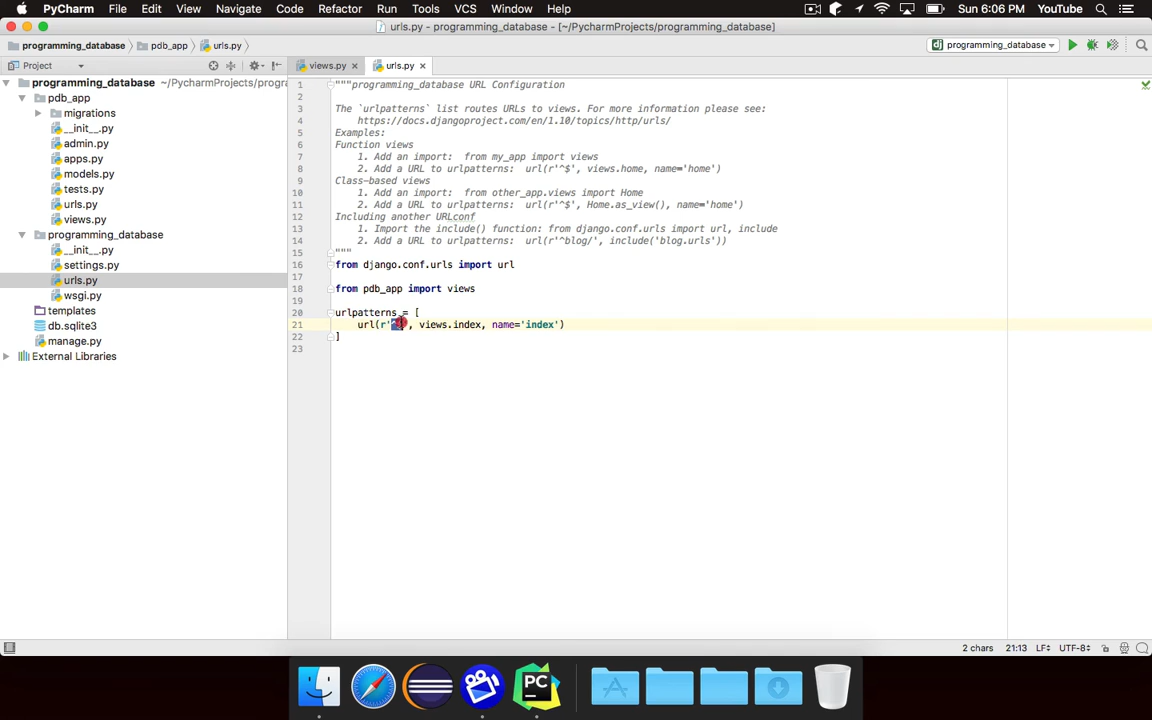 PyCharm File Edit View Navigate Code Refactor Run Tools VCS Window Help Sun 6:06 PM YouTube
urls.py - programming_database - [~/PycharmProjects/programming_database]
programming_database pdb_app urls.py programming_database
Project views.py urls.py
programming_database ~/PycharmProjects/progra
pdb_app
migrations
__init__.py
admin.py
apps.py
models.py
tests.py
urls.py
views.py
programming_database
__init__.py
settings.py
urls.py
wsgi.py
templates
db.sqlite3
manage.py
External Libraries
1 """programming_database URL Configuration
2
3 The `urlpatterns` list routes URLs to views. For more information please see:
4 https://docs.djangoproject.com/en/1.10/topics/http/urls/
5 Examples:
6 Function views
7 1. Add an import: from my_app import views
8 2. Add a URL to urlpatterns: url(r'^$', views.home, name='home')
9 Class-based views
10 1. Add an import: from other_app.views import Home
11 2. Add a URL to urlpatterns: url(r'^$', Home.as_view(), name='home')
12 Including another URLconf
13 1. Import the include() function: from django.conf.urls import url, include
14 2. Add a URL to urlpatterns: url(r'^blog/', include('blog.urls'))
15 """
16 from django.conf.urls import url
17
18 from pdb_app import views
19
20 urlpatterns = [
21 url(r' ', views.index, name='index')
22 ]
23
2 chars 21:13 LF UTF-8
PC